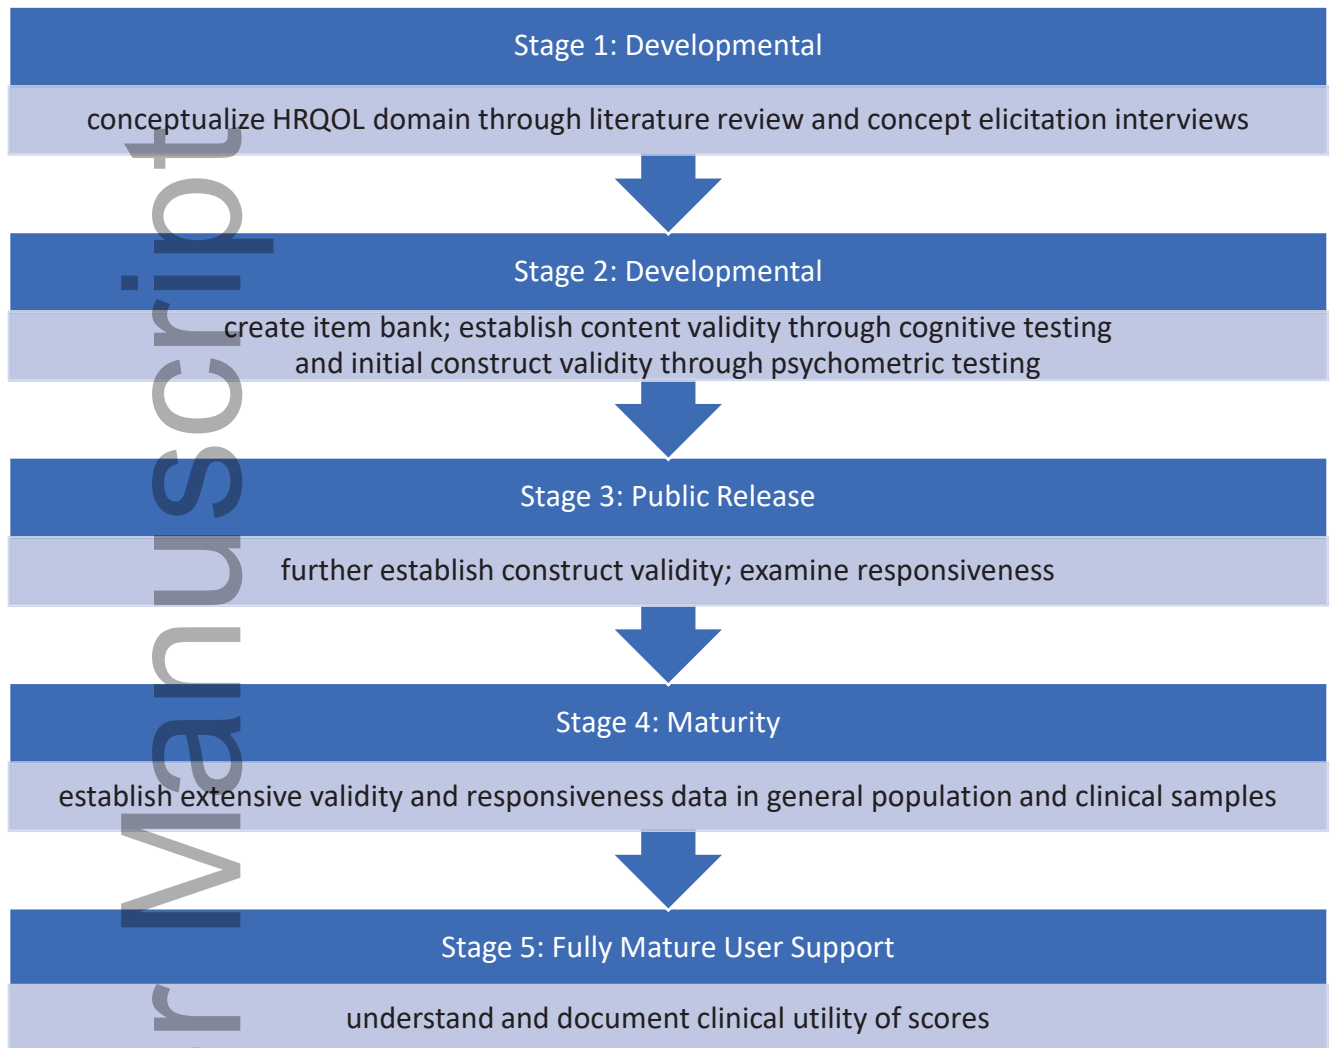 Stage 1: Developmental
conceptualize HRQOL domain through literature review and concept elicitation interviews
Stage 2: Developmental
create item bank; establish content validity through cognitive testing
and initial construct validity through psychometric testing
Stage 3: Public Release
further establish construct validity; examine responsiveness
Stage 4: Maturity
establish extensive validity and responsiveness data in general population and clinical samples
Stage 5: Fully Mature User Support
understand and document clinical utility of scores
r Manuscript